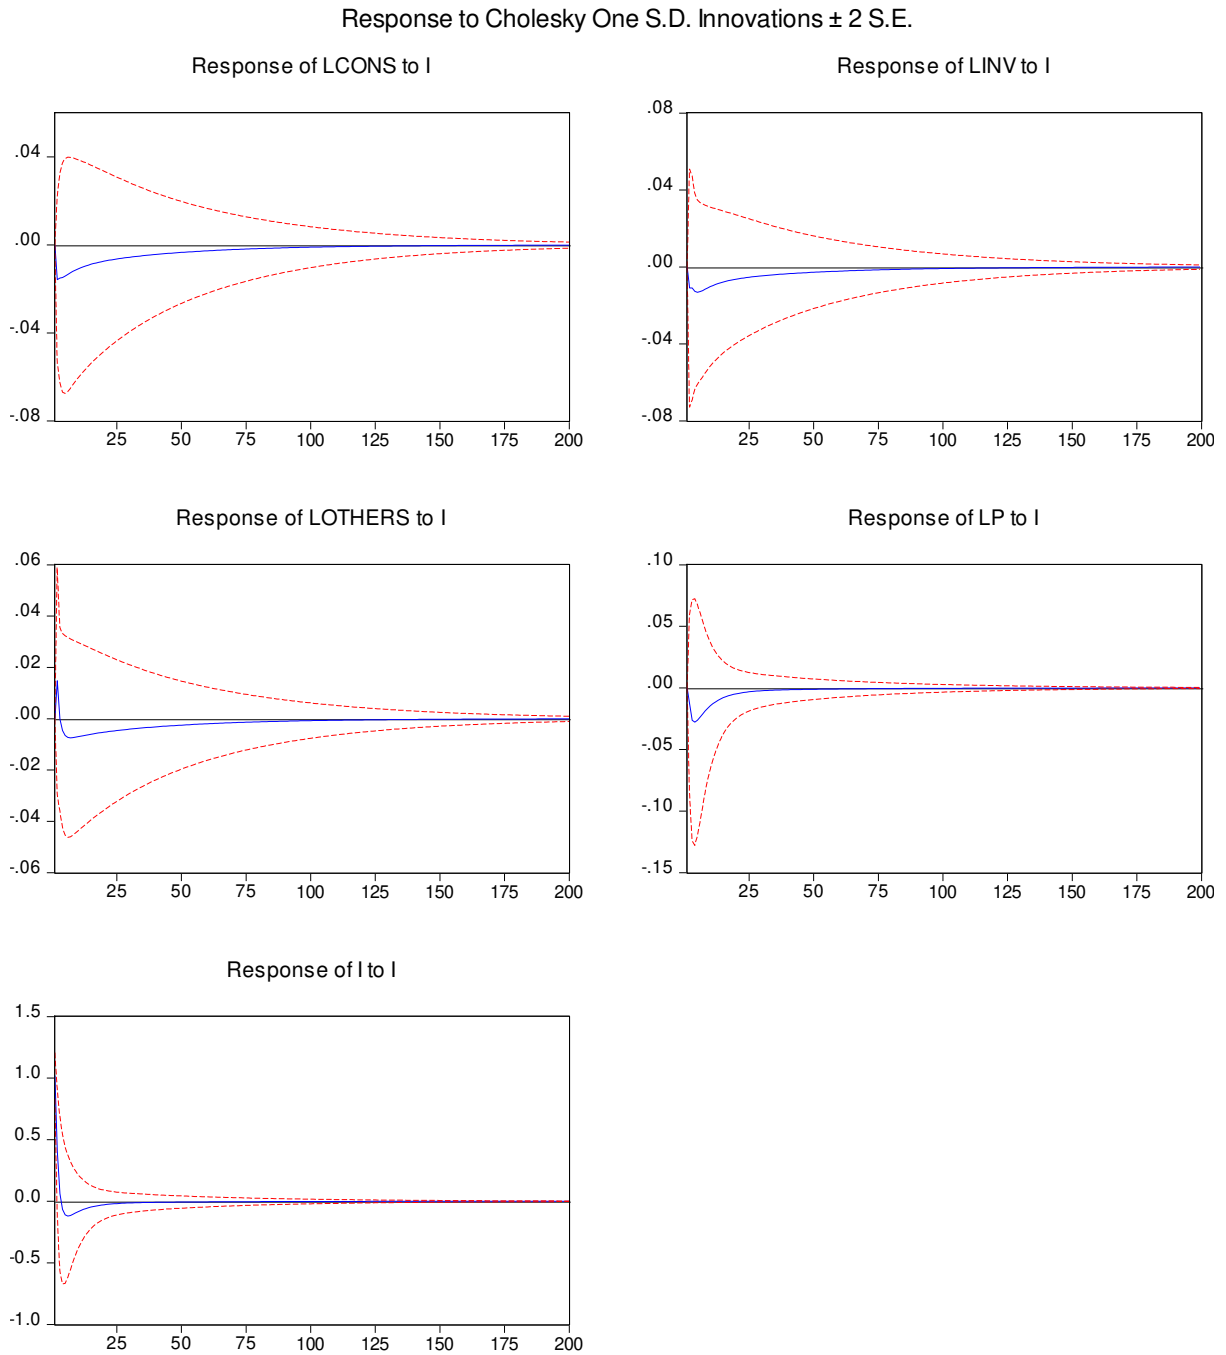 Response to Cholesky One S.D. Innovations ± 2 S.E.
Response of LCONS to I
.04
.00
-.04
-.08
25 50 75 100 125 150 175 200
Response of LINV to I
.08
.04
.00
-.04
-.08
25 50 75 100 125 150 175 200
Response of LOTHERS to I
.06
.04
.02
.00
-.02
-.04
-.06
25 50 75 100 125 150 175 200
Response of LP to I
.10
.05
.00
-.05
-.10
-.15
25 50 75 100 125 150 175 200
Response of I to I
1.5
1.0
0.5
0.0
-0.5
-1.0
25 50 75 100 125 150 175 200